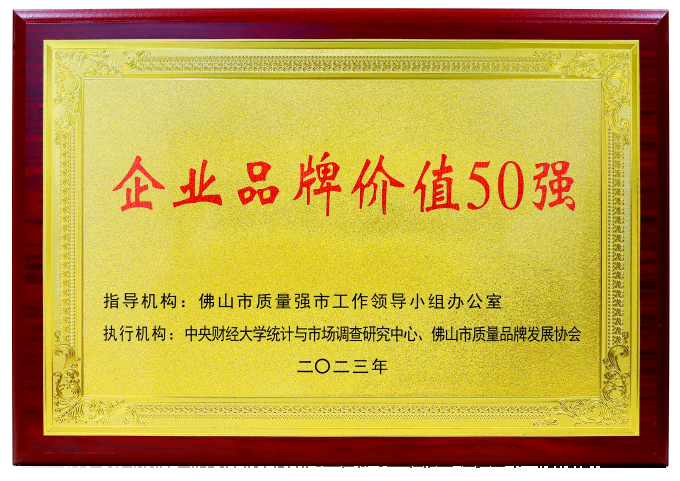 企业品牌价值50强
指导机构：佛山市质量强市工作领导小组办公室
执行机构：中央财经大学统计与市场调查研究中心、佛山市质量品牌发展协会
二〇二三年